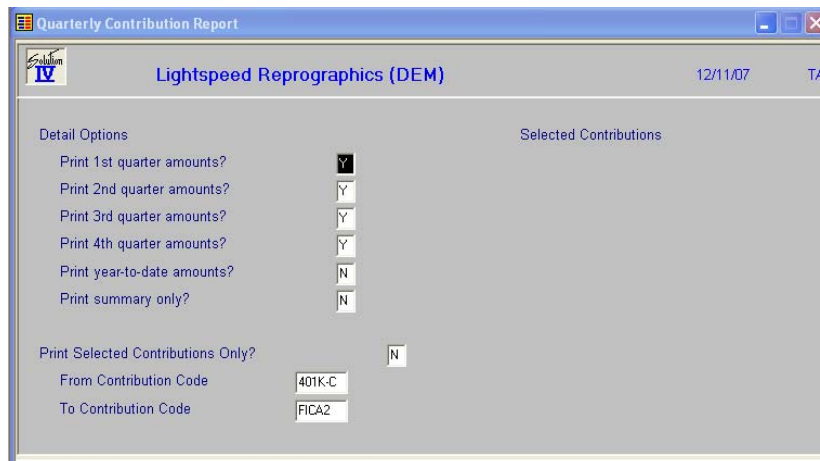 Quarterly Contribution Report
Solution IV
Lightspeed Reprographics (DEM) 12/11/07
Detail Options Selected Contributions
Print 1st quarter amounts? Y
Print 2nd quarter amounts? Y
Print 3rd quarter amounts? Y
Print 4th quarter amounts? Y
Print year-to-date amounts? N
Print summary only? N
Print Selected Contributions Only? N
From Contribution Code 401K-C
To Contribution Code FICA2